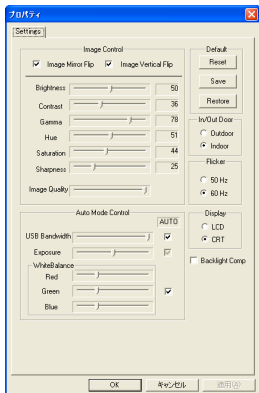 プロパティ
Settings
Image Control
Image Mirror Flip
Image Vertical Flip
Brightness 50
Contrast 36
Gamma 78
Hue 51
Saturation 44
Sharpness 25
Image Quality
Auto Mode Control
AUTO
USB Bandwidth
Exposure
WhiteBalance
Red
Green
Blue
Default
Reset
Save
Restore
In/Out Door
Outdoor
Indoor
Flicker
50 Hz
60 Hz
Display
LCD
CRT
Backlight Comp
OK
キャンセル
適用(A)